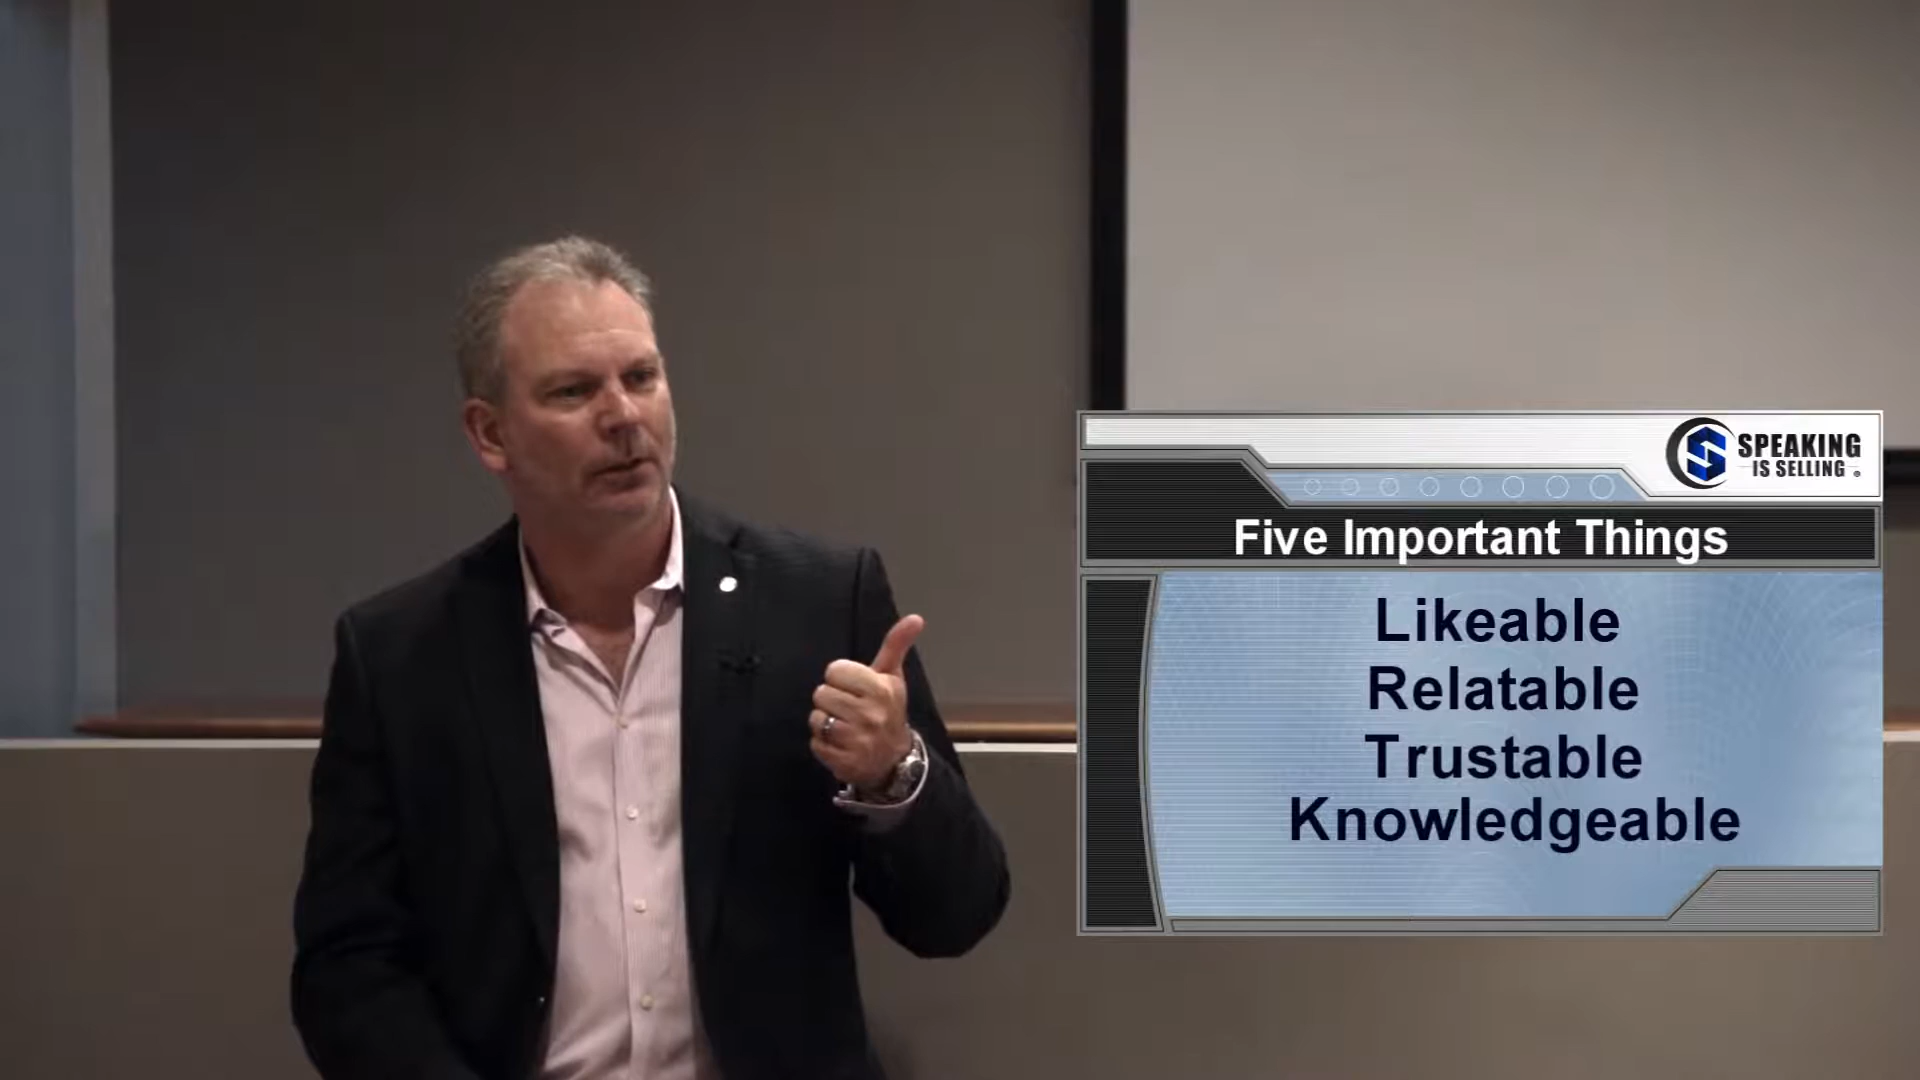 SPEAKING
IS SELLING
Five Important Things
Likeable
Relatable
Trustable
Knowledgeable